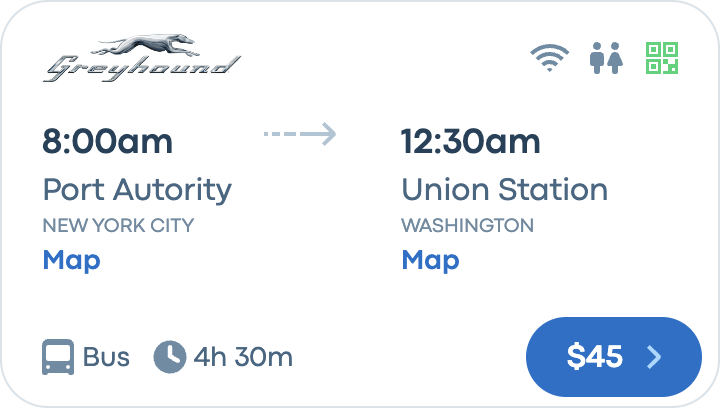 Greyhound
8:00am
12:30am
Port Autority
Union Station
NEW YORK CITY
WASHINGTON
Map
Map
Bus
4h 30m
$45